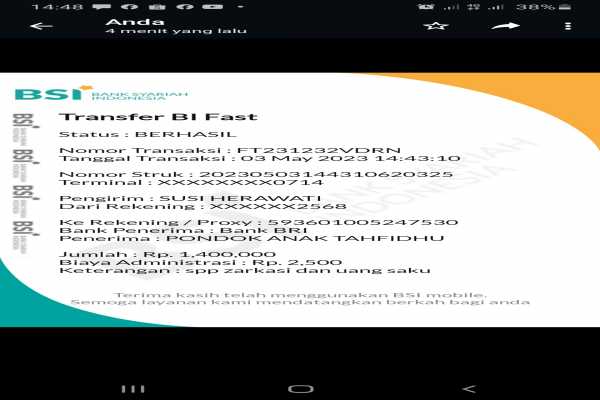 14:48
38%
Anda
4 menit yang lalu
BSI BANK SYARIAH
INDONESIA
Transfer BI Fast
Status : BERHASIL
Nomor Transaksi : FT231232VDRN
Tanggal Transaksi : 03 May 2023 14:43:10
Nomor Struk : 20230503144310620325
Terminal : XXXXXXXXX0714
Pengirim : SUSI HERAWATI
Dari Rekening : XXXXXX2568
Ke Rekening / Proxy : 593601005247530
Bank Penerima : Bank BRI
Penerima : PONDOK ANAK TAHFIDHU
Jumlah : Rp. 1,400,000
Biaya Administrasi : Rp. 2,500
Keterangan : spp zarkasi dan uang saku
Terima kasih telah menggunakan BSI mobile.
Semoga layanan kami mendatangkan berkah bagi anda